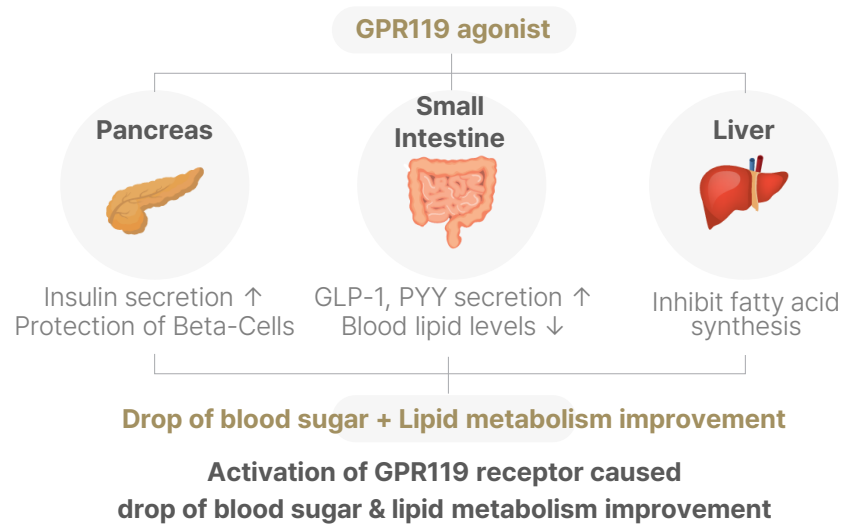 GPR119 agonist
Pancreas
Small
Intestine
Liver
Insulin secretion ↑
Protection of Beta-Cells
GLP-1, PYY secretion ↑
Blood lipid levels ↓
Inhibit fatty acid
synthesis
Drop of blood sugar + Lipid metabolism improvement
Activation of GPR119 receptor caused
drop of blood sugar & lipid metabolism improvement